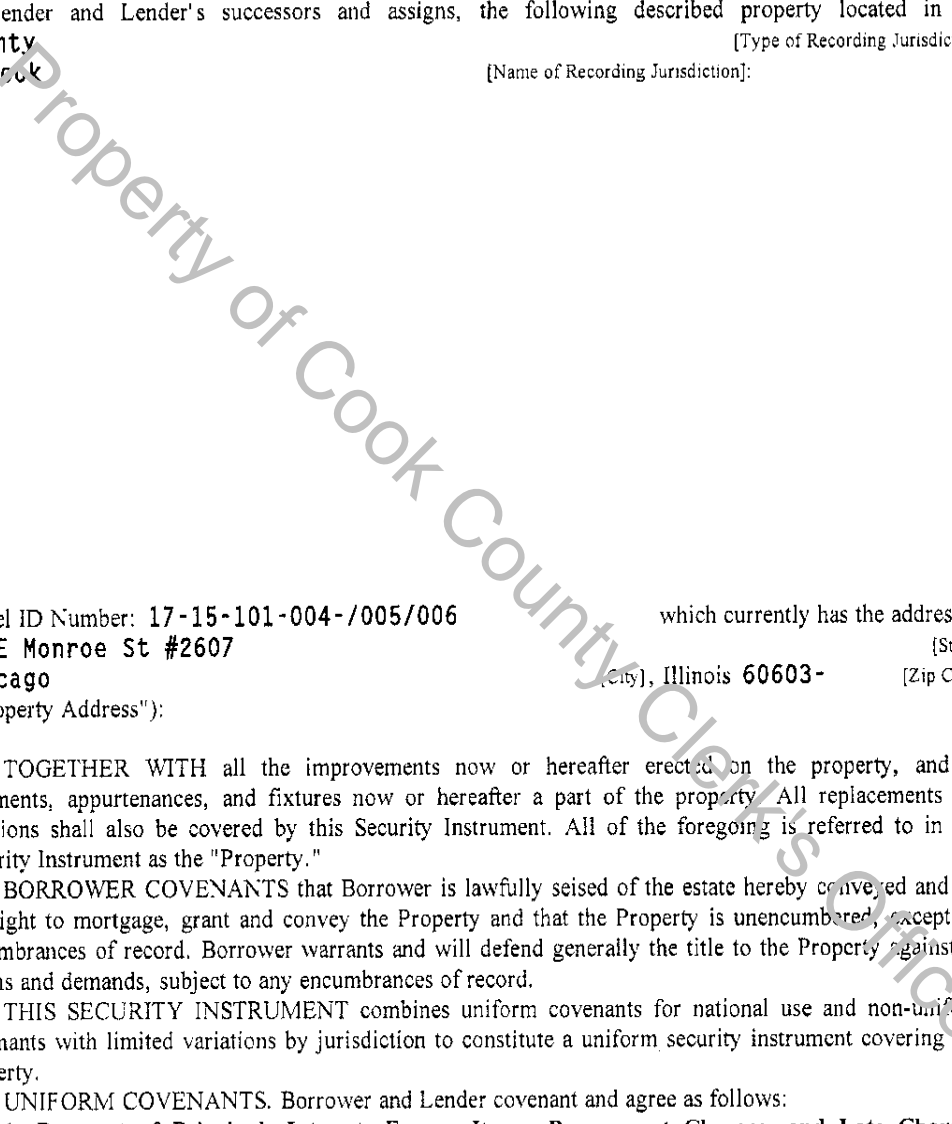 ender and Lender's successors and assigns, the following described property located in
nty [Type of Recording Jurisdic
ook [Name of Recording Jurisdiction]:
Property of Cook County Clerk's Office
el ID Number: 17-15-101-004-/005/006 which currently has the addres
E Monroe St #2607 [St
cago [City], Illinois 60603- [Zip C
operty Address"):
TOGETHER WITH all the improvements now or hereafter erected on the property, and
ments, appurtenances, and fixtures now or hereafter a part of the property. All replacements
ions shall also be covered by this Security Instrument. All of the foregoing is referred to in
rity Instrument as the "Property."
BORROWER COVENANTS that Borrower is lawfully seised of the estate hereby conveyed and
ight to mortgage, grant and convey the Property and that the Property is unencumbered, except
mbrances of record. Borrower warrants and will defend generally the title to the Property against
ns and demands, subject to any encumbrances of record.
THIS SECURITY INSTRUMENT combines uniform covenants for national use and non-unif
nants with limited variations by jurisdiction to constitute a uniform security instrument covering
erty.
UNIFORM COVENANTS. Borrower and Lender covenant and agree as follows: